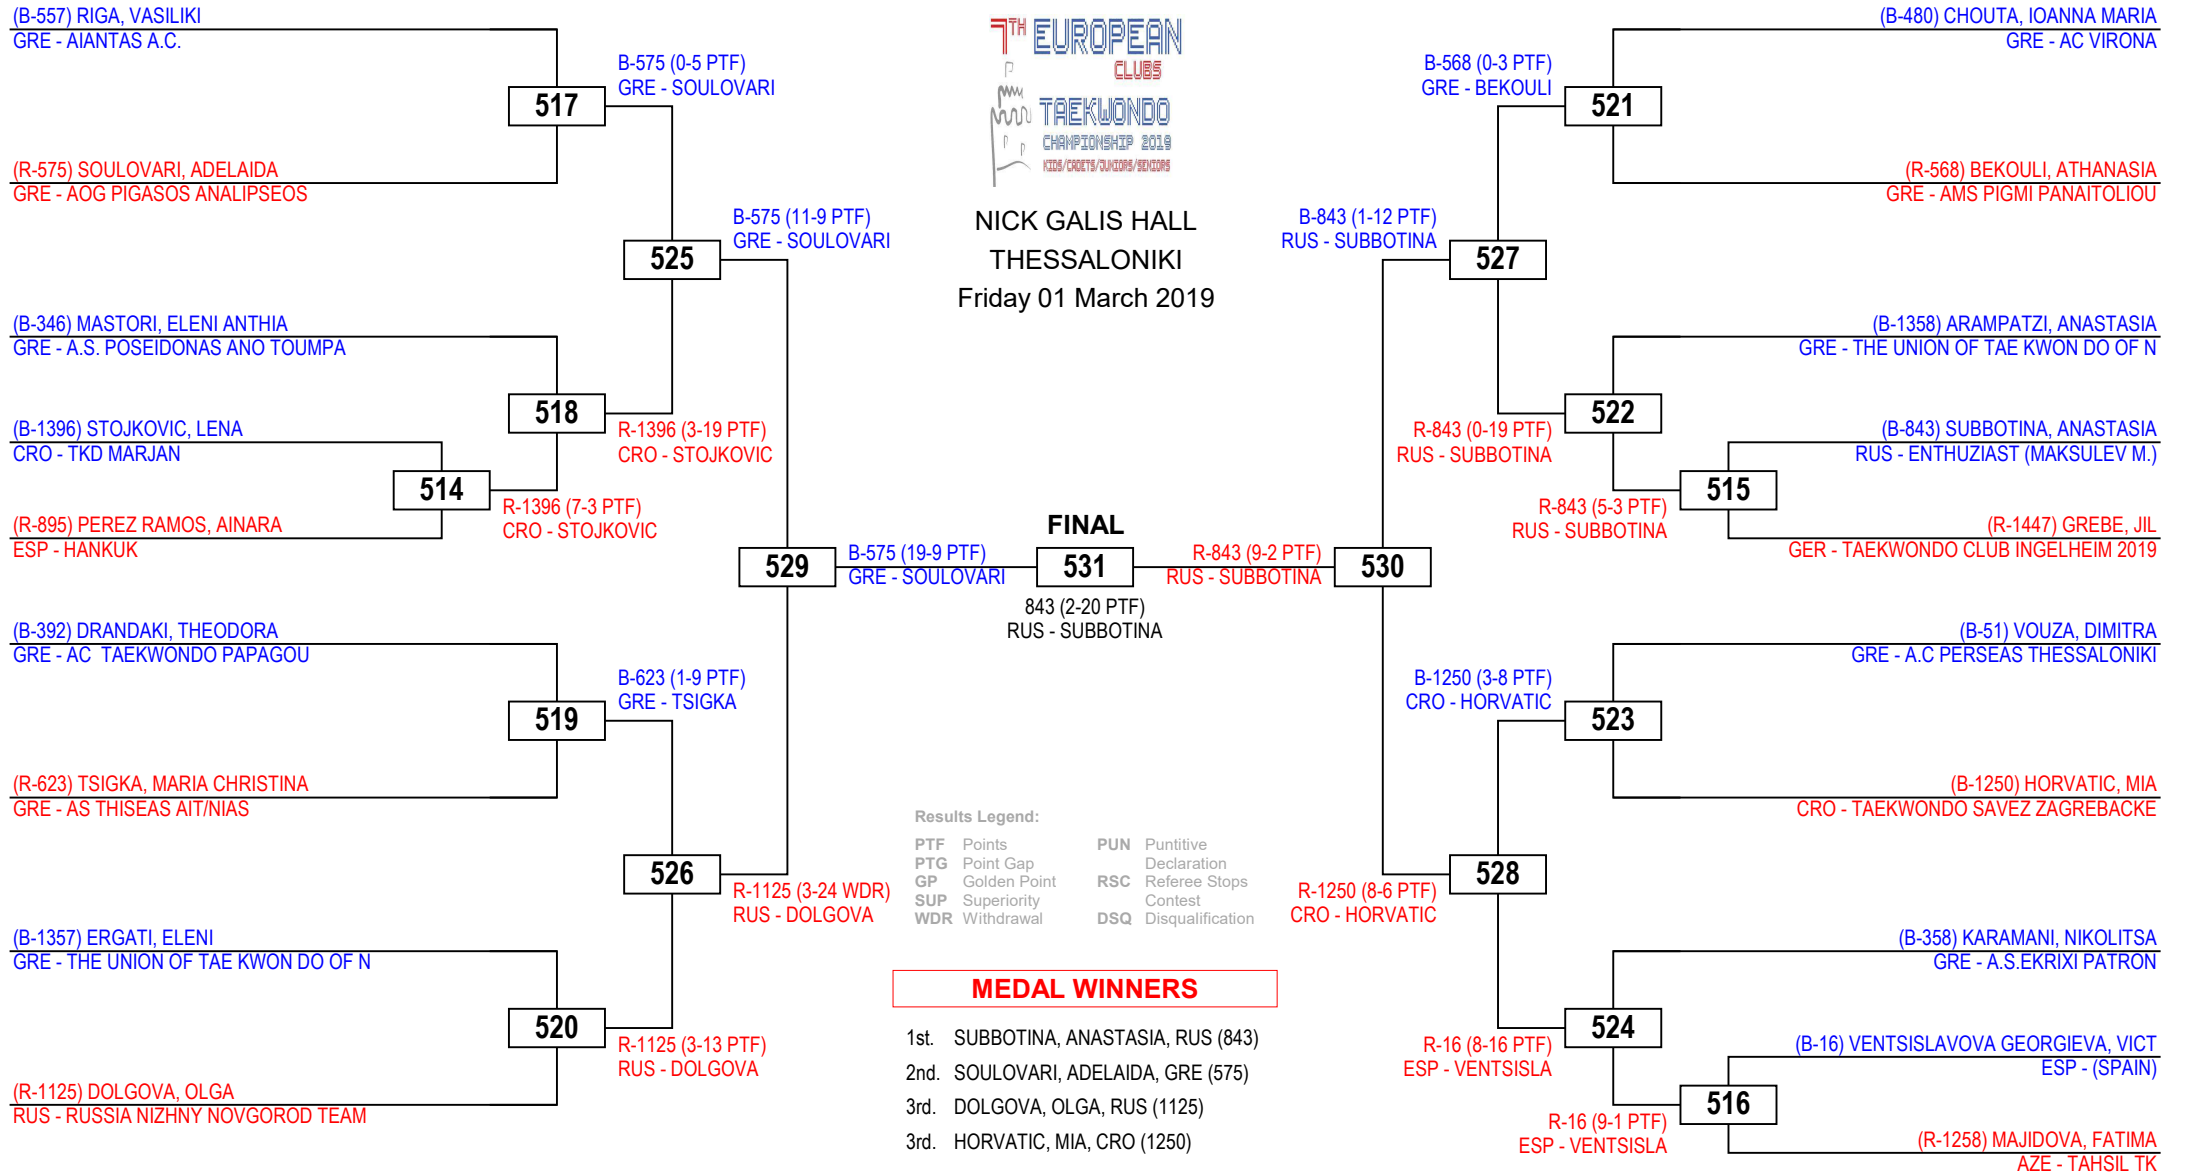 (B-557) RIGA, VASILIKI
GRE - AIANTAS A.C.
517
B-575 (0-5 PTF)
GRE - SOULOVARI
(R-575) SOULOVARI, ADELAIDA
GRE - AOG PIGASOS ANALIPSEOS
525
B-575 (11-9 PTF)
GRE - SOULOVARI
(B-346) MASTORI, ELENI ANTHIA
GRE - A.S. POSEIDONAS ANO TOUMPA
518
R-1396 (3-19 PTF)
CRO - STOJKOVIC
(B-1396) STOJKOVIC, LENA
CRO - TKD MARJAN
514
R-1396 (7-3 PTF)
CRO - STOJKOVIC
(R-895) PEREZ RAMOS, AINARA
ESP - HANKUK
529
B-575 (19-9 PTF)
GRE - SOULOVARI
(B-392) DRANDAKI, THEODORA
GRE - AC  TAEKWONDO PAPAGOU
519
B-623 (1-9 PTF)
GRE - TSIGKA
(R-623) TSIGKA, MARIA CHRISTINA
GRE - AS THISEAS AIT/NIAS
526
R-1125 (3-24 WDR)
RUS - DOLGOVA
(B-1357) ERGATI, ELENI
GRE - THE UNION OF TAE KWON DO OF N
520
R-1125 (3-13 PTF)
RUS - DOLGOVA
(R-1125) DOLGOVA, OLGA
RUS - RUSSIA NIZHNY NOVGOROD TEAM
7TH EUROPEAN
CLUBS
TAEKWONDO
CHAMPIONSHIP 2019
KIDS/CADETS/JUNIORS/SENIORS
NICK GALIS HALL
THESSALONIKI
Friday 01 March 2019
FINAL
531
843 (2-20 PTF)
RUS - SUBBOTINA
Results Legend:
PTF Points
PTG Point Gap
GP Golden Point
SUP Superiority
WDR Withdrawal
PUN Puntitive
Declaration
RSC Referee Stops
Contest
DSQ Disqualification
MEDAL WINNERS
1st. SUBBOTINA, ANASTASIA, RUS (843)
2nd. SOULOVARI, ADELAIDA, GRE (575)
3rd. DOLGOVA, OLGA, RUS (1125)
3rd. HORVATIC, MIA, CRO (1250)
(B-480) CHOUTA, IOANNA MARIA
GRE - AC VIRONA
B-568 (0-3 PTF)
GRE - BEKOULI
521
(R-568) BEKOULI, ATHANASIA
GRE - AMS PIGMI PANAITOLIOU
B-843 (1-12 PTF)
RUS - SUBBOTINA
527
(B-1358) ARAMPATZI, ANASTASIA
GRE - THE UNION OF TAE KWON DO OF N
522
R-843 (0-19 PTF)
RUS - SUBBOTINA
(B-843) SUBBOTINA, ANASTASIA
RUS - ENTHUZIAST (MAKSULEV M.)
515
R-843 (5-3 PTF)
RUS - SUBBOTINA
(R-1447) GREBE, JIL
GER - TAEKWONDO CLUB INGELHEIM 2019
R-843 (9-2 PTF)
RUS - SUBBOTINA
530
(B-51) VOUZA, DIMITRA
GRE - A.C PERSEAS THESSALONIKI
B-1250 (3-8 PTF)
CRO - HORVATIC
523
(B-1250) HORVATIC, MIA
CRO - TAEKWONDO SAVEZ ZAGREBACKE
528
R-1250 (8-6 PTF)
CRO - HORVATIC
(B-358) KARAMANI, NIKOLITSA
GRE - A.S.EKRIXI PATRON
524
R-16 (8-16 PTF)
ESP - VENTSISLA
(B-16) VENTSISLAVOVA GEORGIEVA, VICT
ESP - (SPAIN)
516
R-16 (9-1 PTF)
ESP - VENTSISLA
(R-1258) MAJIDOVA, FATIMA
AZE - TAHSIL TK